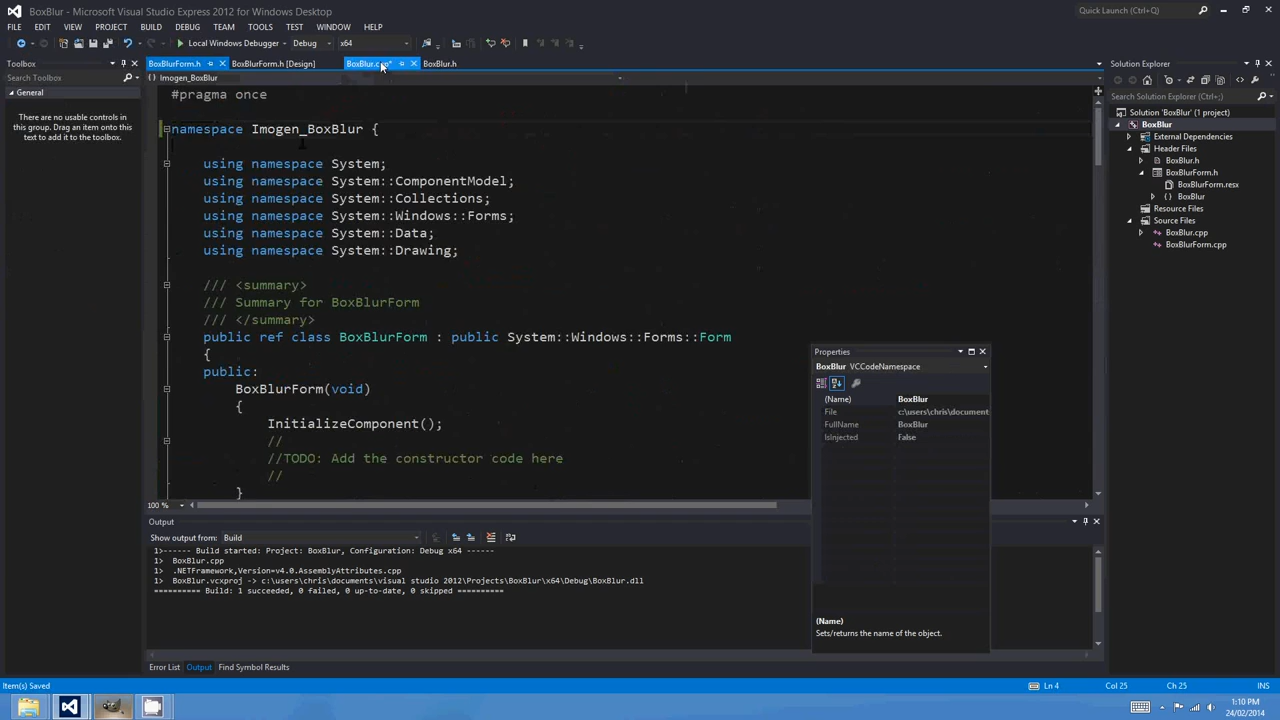 BoxBlur - Microsoft Visual Studio Express 2012 for Windows Desktop
Quick Launch (Ctrl+Q)
FILE EDIT VIEW PROJECT BUILD DEBUG TEAM TOOLS TEST WINDOW HELP
Local Windows Debugger Debug x64
Toolbox
Search Toolbox
General
There are no usable controls in
this group. Drag an item onto this
text to add it to the toolbox.
BoxBlurForm.h BoxBlurForm.h [Design] BoxBlur.cpp* BoxBlur.h
Imogen_BoxBlur
#pragma once
namespace Imogen_BoxBlur {
using namespace System;
using namespace System::ComponentModel;
using namespace System::Collections;
using namespace System::Windows::Forms;
using namespace System::Data;
using namespace System::Drawing;
/// <summary>
/// Summary for BoxBlurForm
/// </summary>
public ref class BoxBlurForm : public System::Windows::Forms::Form
{
public:
BoxBlurForm(void)
{
InitializeComponent();
//
//TODO: Add the constructor code here
//
}
100 %
Output
Show output from: Build
1>------ Build started: Project: BoxBlur, Configuration: Debug x64 ------
1> BoxBlur.cpp
1> .NETFramework,Version=v4.0.AssemblyAttributes.cpp
1> BoxBlur.vcxproj -> c:\users\chris\documents\visual studio 2012\Projects\BoxBlur\x64\Debug\BoxBlur.dll
========== Build: 1 succeeded, 0 failed, 0 up-to-date, 0 skipped ==========
Error List Output Find Symbol Results
Properties
BoxBlur VCCodeNamespace
(Name) BoxBlur
File c:\users\chris\document
FullName BoxBlur
IsInjected False
(Name)
Sets/returns the name of the object.
Solution Explorer
Search Solution Explorer (Ctrl+;)
Solution 'BoxBlur' (1 project)
BoxBlur
External Dependencies
Header Files
BoxBlur.h
BoxBlurForm.h
BoxBlurForm.resx
{ } BoxBlur
Resource Files
Source Files
BoxBlur.cpp
BoxBlurForm.cpp
Item(s) Saved
Ln 4 Col 25 Ch 25 INS
1:10 PM
24/02/2014